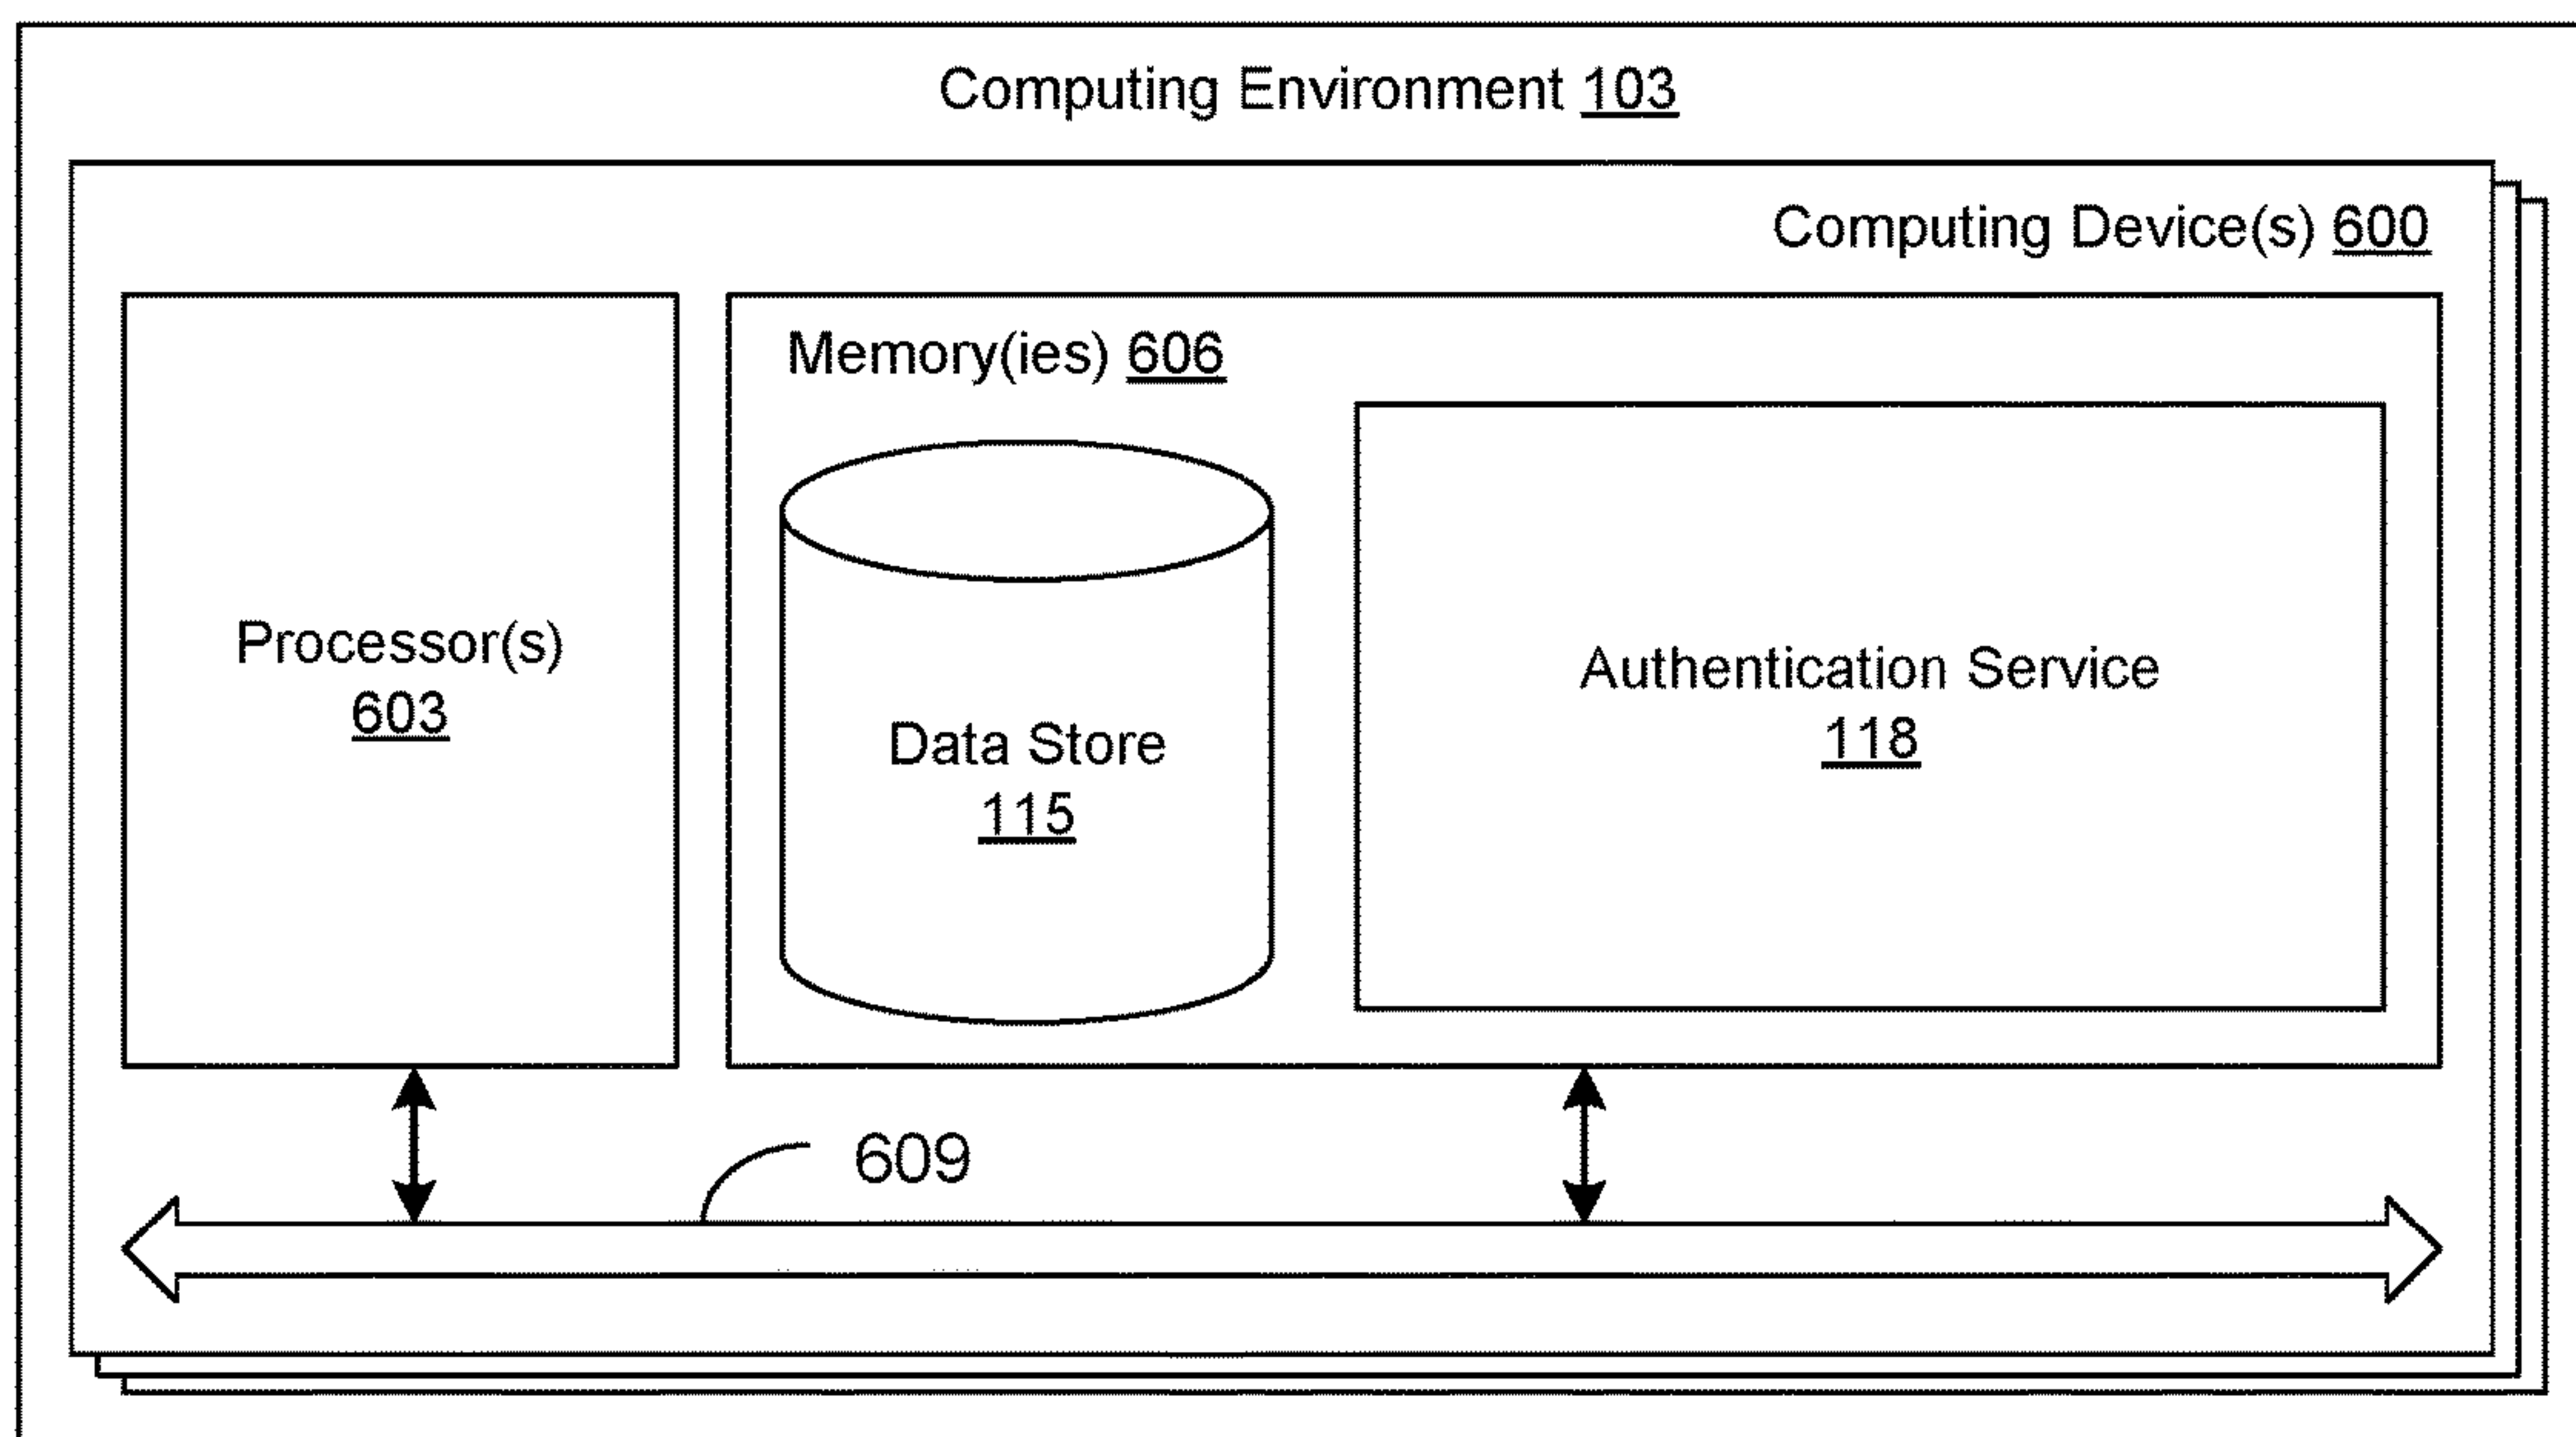 Computing Environment 103
Computing Device(s) 600
Memory(ies) 606
Processor(s)
603
Data Store
115
Authentication Service
118
609